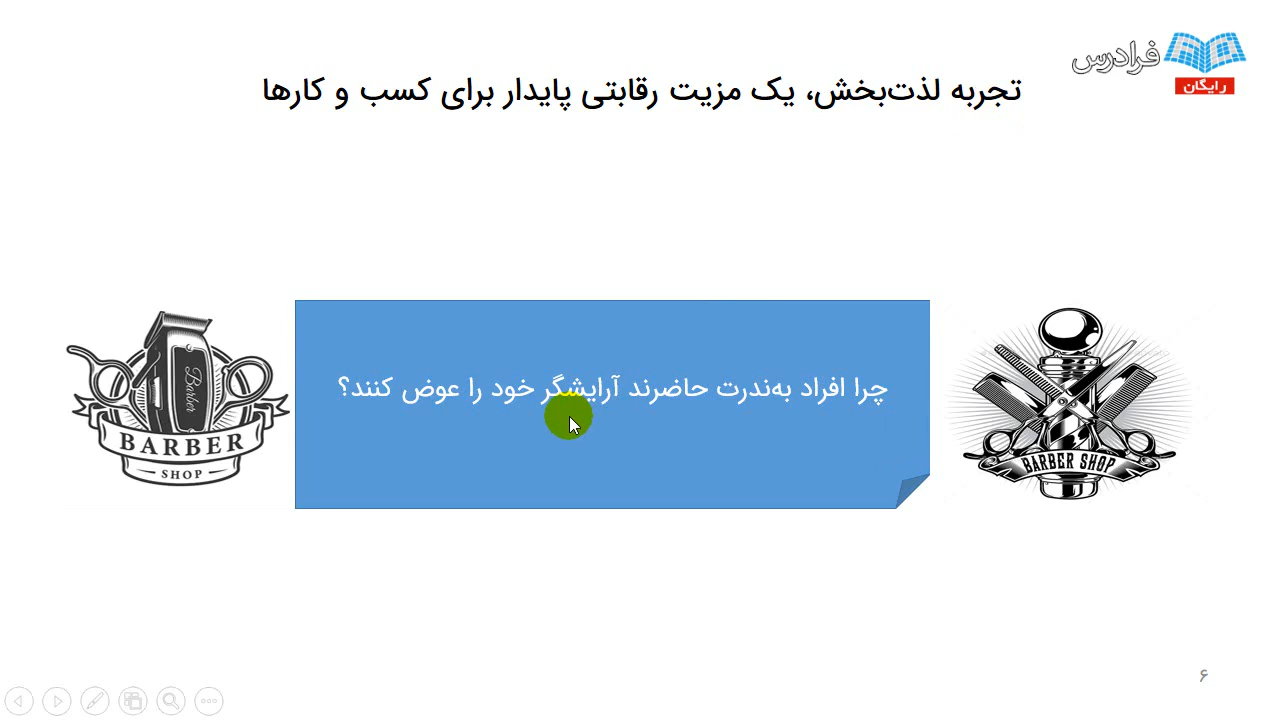 فرادرس
رایگان
تجربه لذت‌بخش، یک مزیت رقابتی پایدار برای کسب و کارها
چرا افراد به‌ندرت حاضرند آرایشگر خود را عوض کنند؟
BARBER SHOP
Barber
BARBER
SHOP
۶